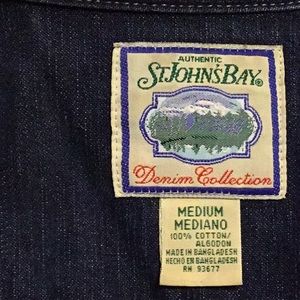 AUTHENTIC
ST. JOHN'S BAY®
Denim Collection
MEDIUM
MEDIANO
100% COTTON/
ALGODON
MADE IN BANGLADESH
HECHO EN BANGLADESH
RN 93677